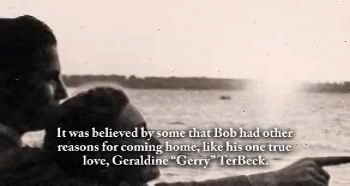 It was believed by some that Bob had other
reasons for coming home, like his one true
love, Geraldine “Gerry” TerBeck.